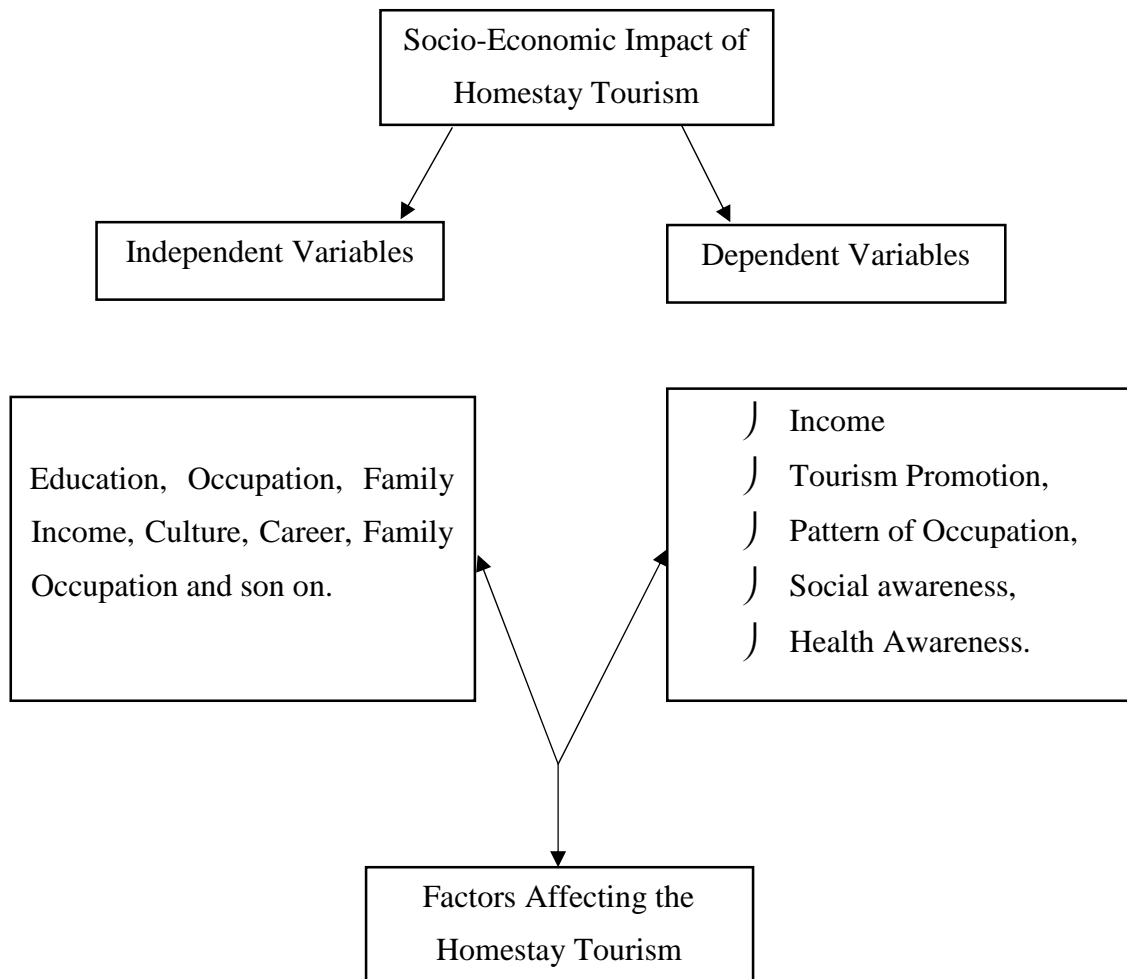 Socio-Economic Impact of
Homestay Tourism
Independent Variables
Dependent Variables
Education, Occupation, Family
Income, Culture, Career, Family
Occupation and son on.
Income
Tourism Promotion,
Pattern of Occupation,
Social awareness,
Health Awareness.
Factors Affecting the
Homestay Tourism